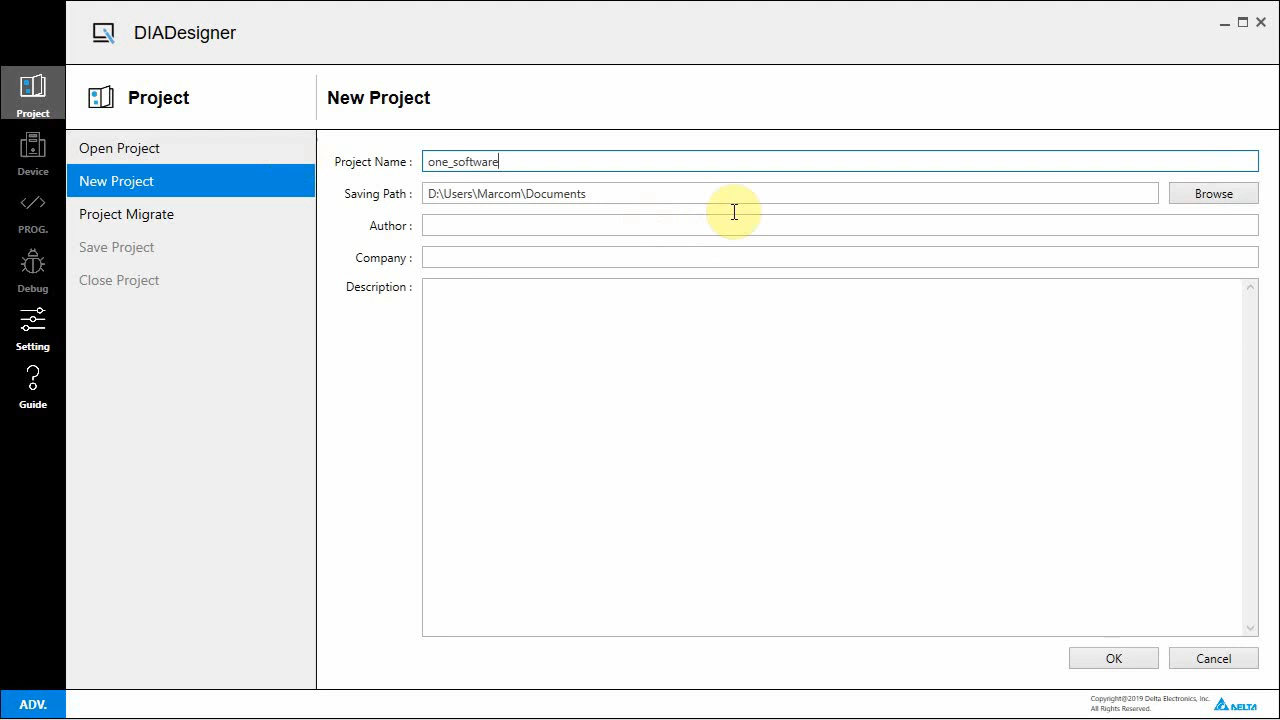 DIADesigner
Project
New Project
Project
Device
PROG.
Debug
Setting
Guide
ADV.
Open Project
New Project
Project Migrate
Save Project
Close Project
Project Name : one_software
Saving Path : D:\Users\Marcom\Documents Browse
Author :
Company :
Description :
OK Cancel
Copyright@2019 Delta Electronics, Inc.
All Rights Reserved.
DELTA